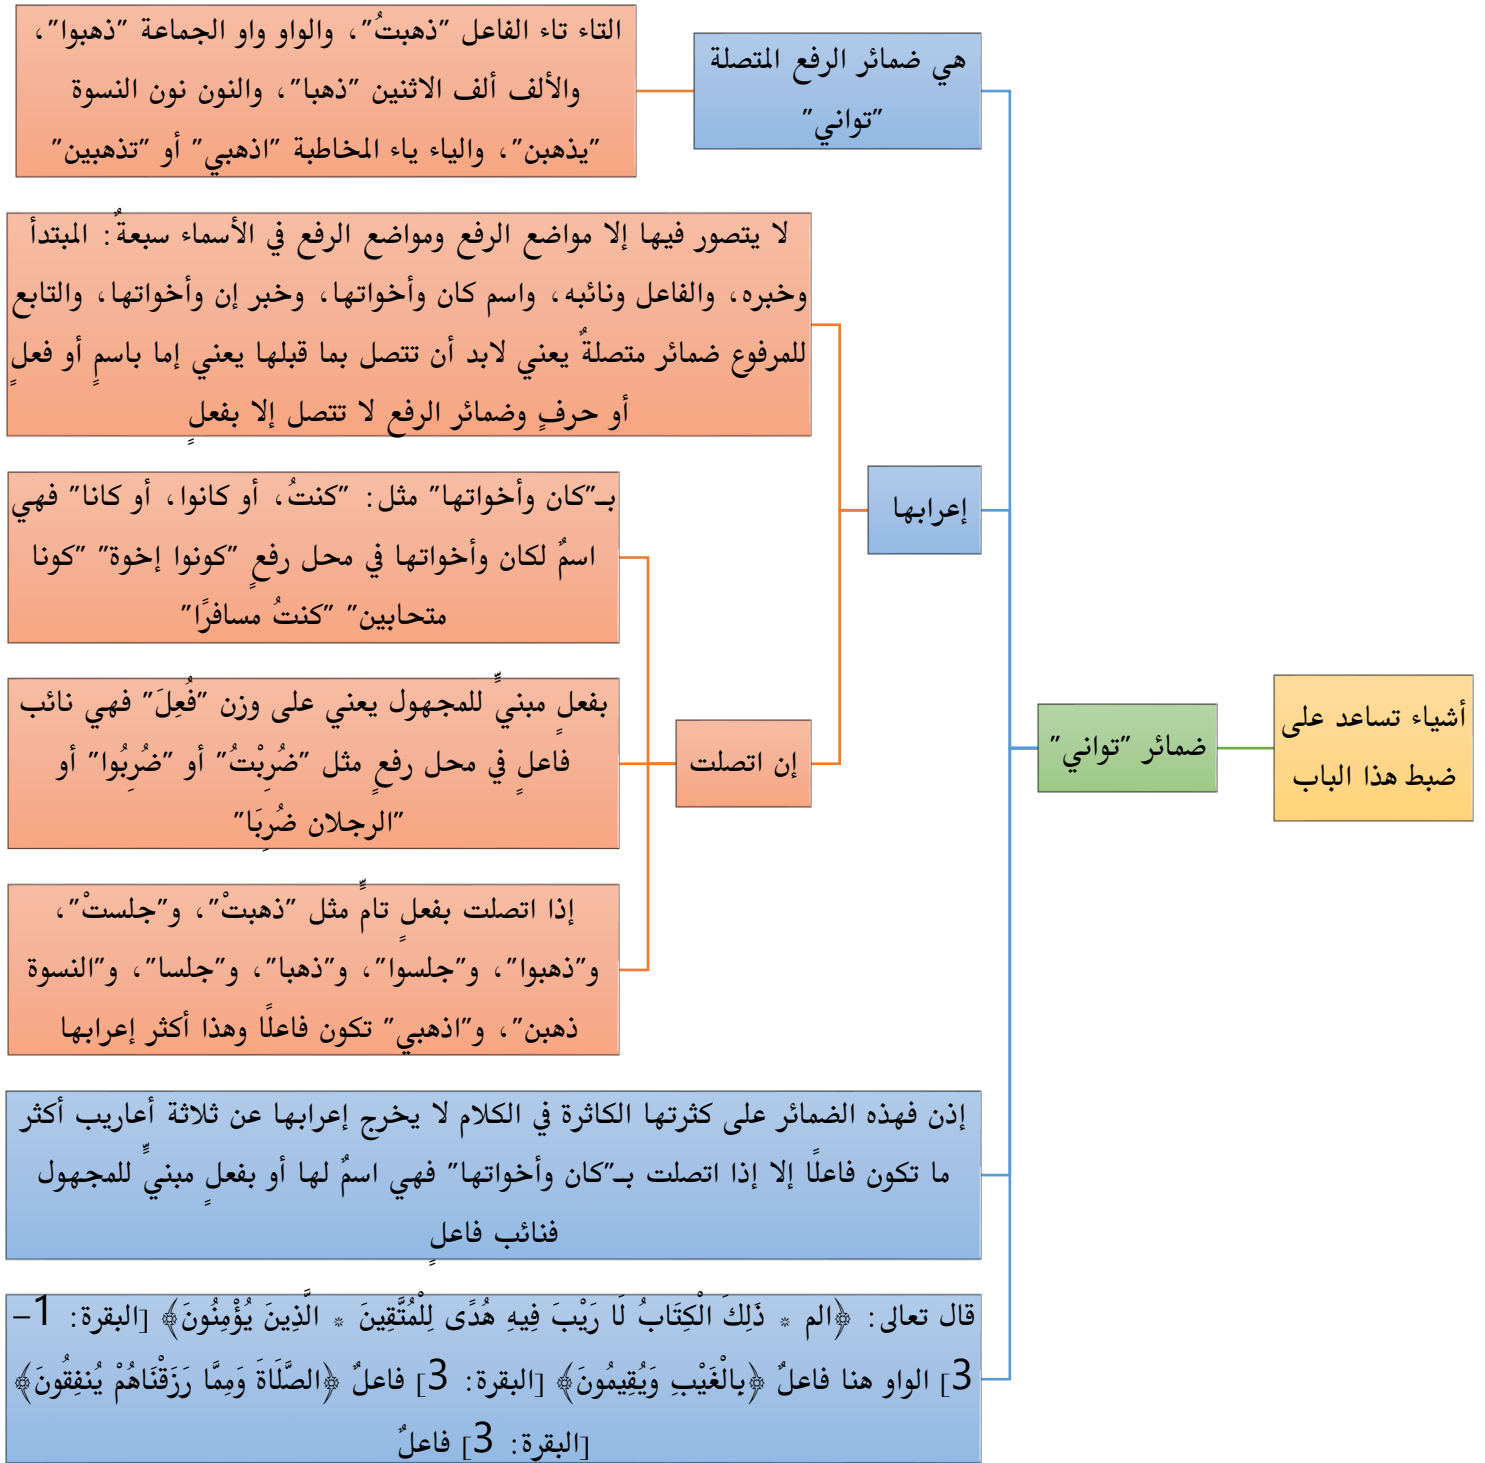 أشياء تساعد على
ضبط هذا الباب
ضمائر "تواني"
هي ضمائر الرفع المتصلة
"تواني"
التاء تاء الفاعل "ذهبتُ"، والواو واو الجماعة "ذهبوا"،
والألف ألف الاثنين "ذهبا"، والنون نون النسوة
"يذهبن"، والياء ياء المخاطبة "اذهبي" أو "تذهبين"
إعرابها
لا يتصور فيها إلا مواضع الرفع ومواضع الرفع في الأسماء سبعةٌ: المبتدأ
وخبره، والفاعل ونائبه، واسم كان وأخواتها، وخبر إن وأخواتها، والتابع
للمرفوع ضمائر متصلةٌ يعني لابد أن تتصل بما قبلها يعني إما باسمٍ أو فعلٍ
أو حرفٍ وضمائر الرفع لا تتصل إلا بفعلٍ
إن اتصلت
بـ"كان وأخواتها" مثل: "كنتُ، أو كانوا، أو كانا" فهي
اسمٌ لكان وأخواتها في محل رفعٍ "كونوا إخوة" "كونا
متحابين" "كنتُ مسافرًا"
بفعلٍ مبنيٍّ للمجهول يعني على وزن "فُعِلَ" فهي نائب
فاعلٍ في محل رفعٍ مثل "ضُرِبْتُ" أو "ضُرِبُوا" أو
"الرجلان ضُرِبَا"
إذا اتصلت بفعلٍ تامٍّ مثل "ذهبتْ"، و"جلستْ"،
و"ذهبوا"، و"جلسوا"، و"ذهبا"، و"جلسا"، و"النسوة
ذهبن"، و"اذهبي" تكون فاعلًا وهذا أكثر إعرابها
إذن فهذه الضمائر على كثرتها الكاثرة في الكلام لا يخرج إعرابها عن ثلاثة أعاريب أكثر
ما تكون فاعلًا إلا إذا اتصلت بـ"كان وأخواتها" فهي اسمٌ لها أو بفعلٍ مبنيٍّ للمجهول
فنائب فاعلٍ
قال تعالى: ﴿الم * ذَلِكَ الْكِتَابُ لَا رَيْبَ فِيهِ هُدًى لِلْمُتَّقِينَ * الَّذِينَ يُؤْمِنُونَ﴾ [البقرة: 1–
3] الواو هنا فاعلٌ ﴿بِالْغَيْبِ وَيُقِيمُونَ﴾ [البقرة: 3] فاعلٌ ﴿الصَّلَاةَ وَمِمَّا رَزَقْنَاهُمْ يُنفِقُونَ﴾
[البقرة: 3] فاعلٌ